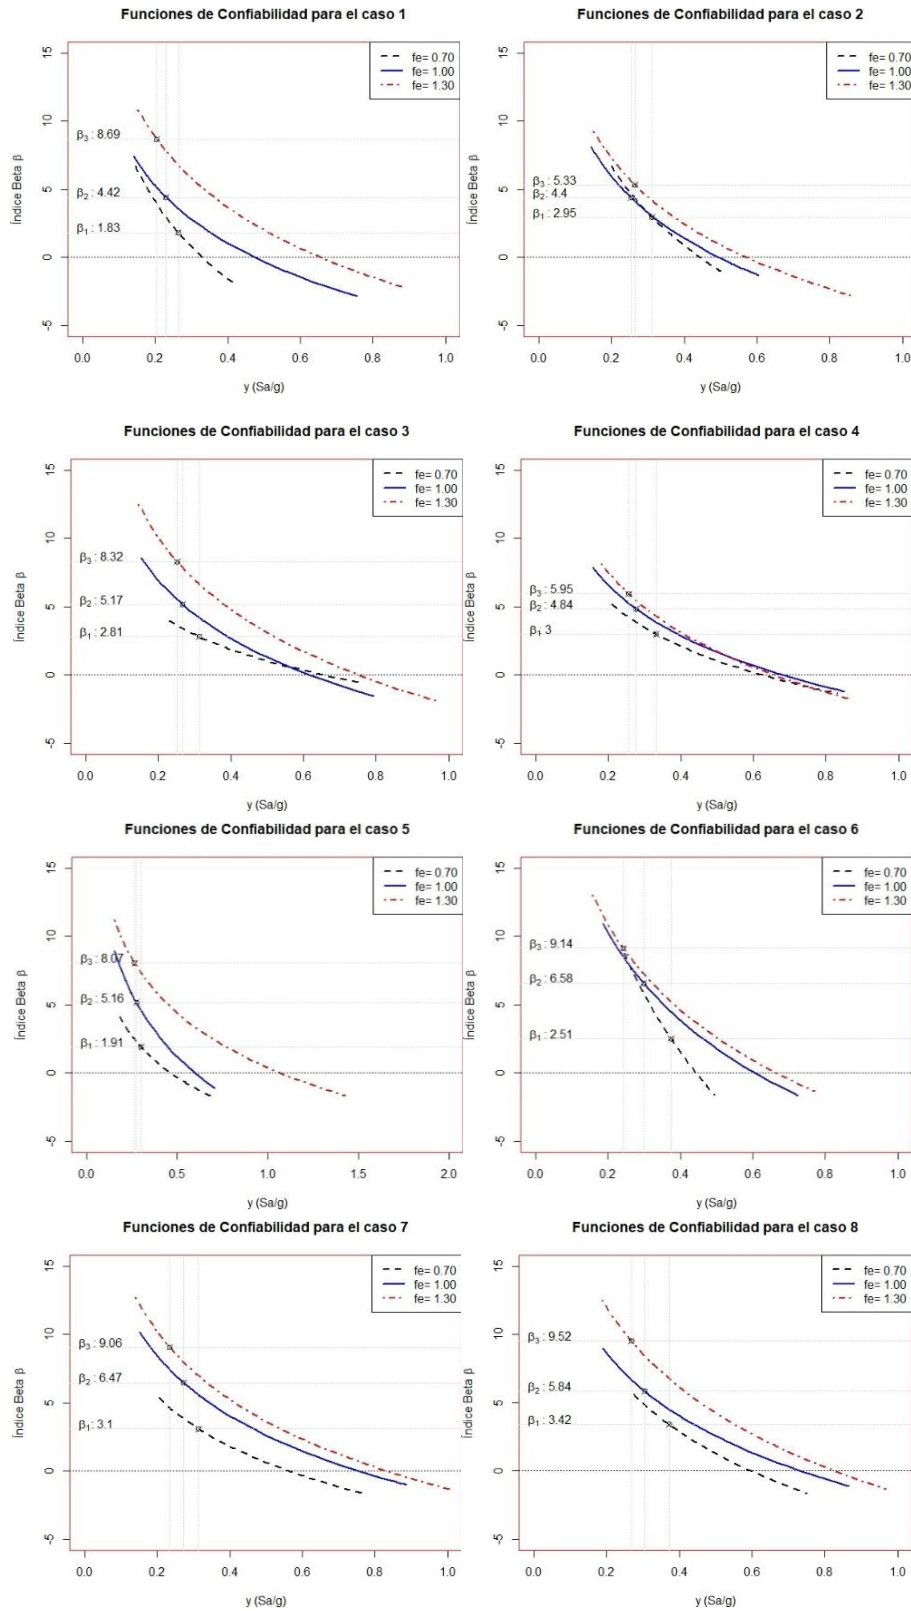 Funciones de Confiabilidad para el caso 1
fe= 0.70
fe= 1.00
fe= 1.30
β3 : 8.69
β2 : 4.42
β1 : 1.83
Índice Beta β
15
10
5
0
-5
0.0 0.2 0.4 0.6 0.8 1.0
y (Sa/g)
Funciones de Confiabilidad para el caso 2
fe= 0.70
fe= 1.00
fe= 1.30
β3 : 5.33
β2 : 4.4
β1 : 2.95
Índice Beta β
15
10
5
0
-5
0.0 0.2 0.4 0.6 0.8 1.0
y (Sa/g)
Funciones de Confiabilidad para el caso 3
fe= 0.70
fe= 1.00
fe= 1.30
β3 : 8.32
β2 : 5.17
β1 : 2.81
Índice Beta β
15
10
5
0
-5
0.0 0.2 0.4 0.6 0.8 1.0
y (Sa/g)
Funciones de Confiabilidad para el caso 4
fe= 0.70
fe= 1.00
fe= 1.30
β3 : 5.95
β2 : 4.84
β1 : 3
Índice Beta β
15
10
5
0
-5
0.0 0.2 0.4 0.6 0.8 1.0
y (Sa/g)
Funciones de Confiabilidad para el caso 5
fe= 0.70
fe= 1.00
fe= 1.30
β3 : 8.07
β2 : 5.16
β1 : 1.91
Índice Beta β
15
10
5
0
-5
0.0 0.5 1.0 1.5 2.0
y (Sa/g)
Funciones de Confiabilidad para el caso 6
fe= 0.70
fe= 1.00
fe= 1.30
β3 : 9.14
β2 : 6.58
β1 : 2.51
Índice Beta β
15
10
5
0
-5
0.0 0.2 0.4 0.6 0.8 1.0
y (Sa/g)
Funciones de Confiabilidad para el caso 7
fe= 0.70
fe= 1.00
fe= 1.30
β3 : 9.06
β2 : 6.47
β1 : 3.1
Índice Beta β
15
10
5
0
-5
0.0 0.2 0.4 0.6 0.8 1.0
y (Sa/g)
Funciones de Confiabilidad para el caso 8
fe= 0.70
fe= 1.00
fe= 1.30
β3 : 9.52
β2 : 5.84
β1 : 3.42
Índice Beta β
15
10
5
0
-5
0.0 0.2 0.4 0.6 0.8 1.0
y (Sa/g)